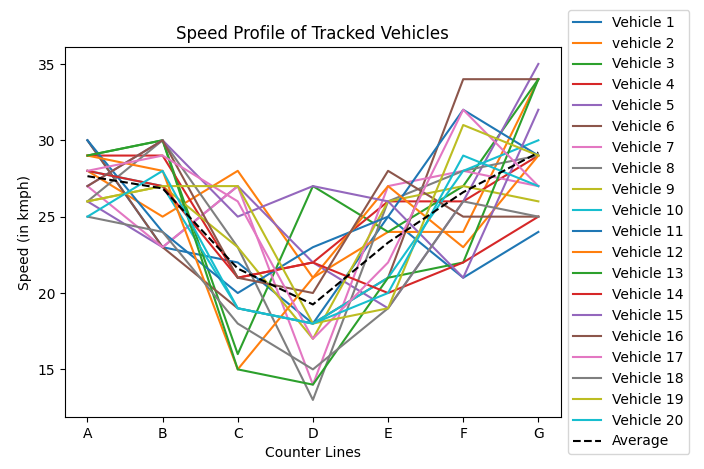 Speed Profile of Tracked Vehicles
Speed (in kmph)
35
30
25
20
15
A B C D E F G
Counter Lines
Vehicle 1
vehicle 2
Vehicle 3
Vehicle 4
Vehicle 5
Vehicle 6
Vehicle 7
Vehicle 8
Vehicle 9
Vehicle 10
Vehicle 11
Vehicle 12
Vehicle 13
Vehicle 14
Vehicle 15
Vehicle 16
Vehicle 17
Vehicle 18
Vehicle 19
Vehicle 20
Average